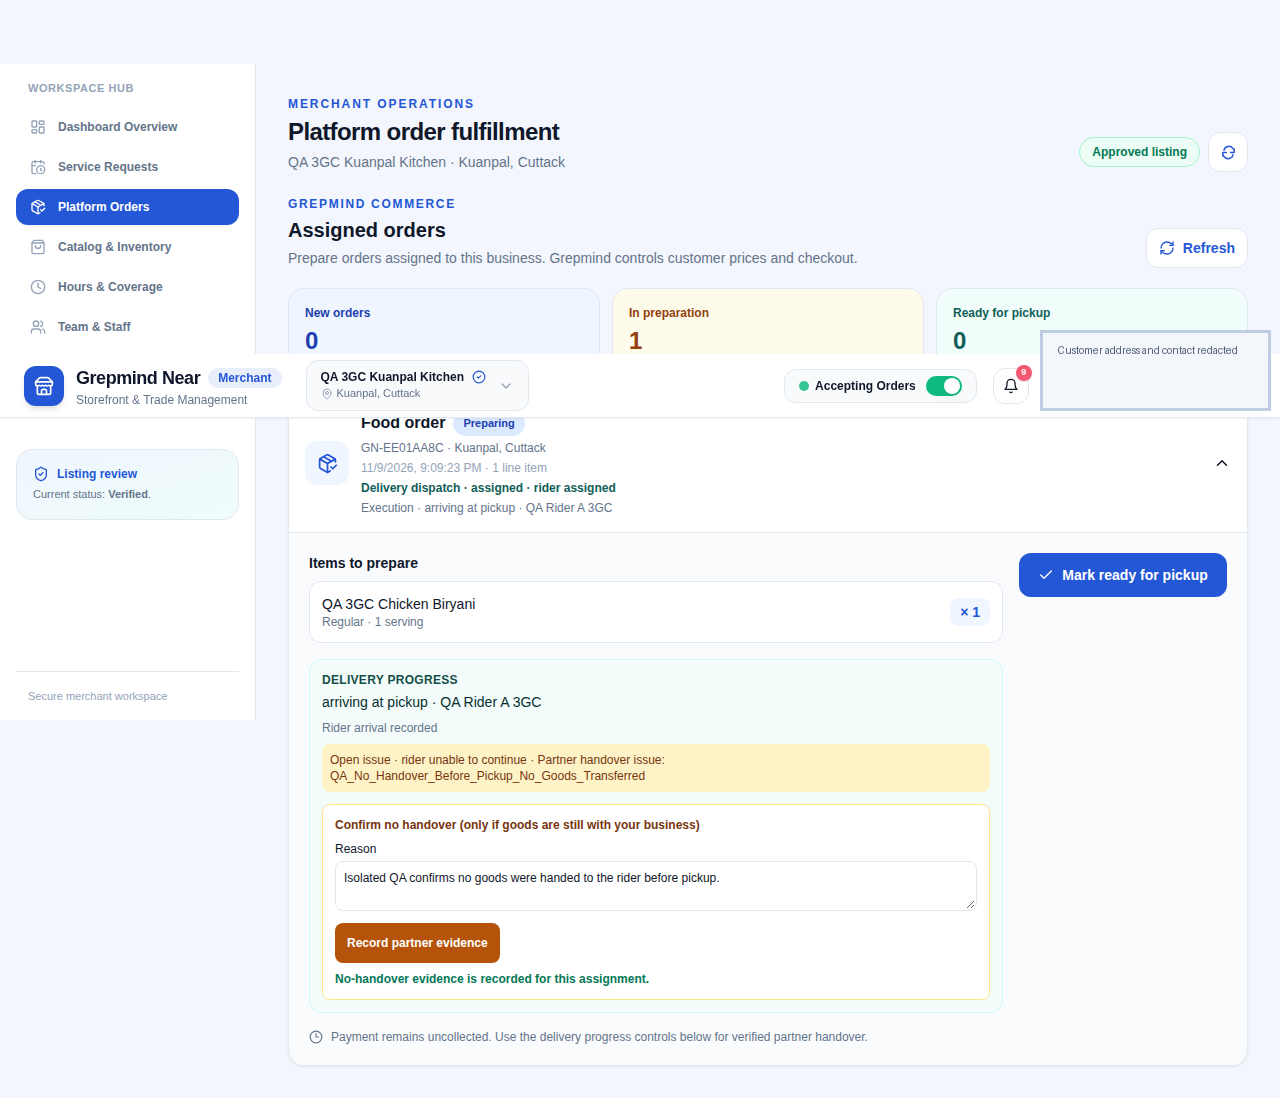 WORKSPACE HUB
Dashboard Overview
Service Requests
Platform Orders
Catalog & Inventory
Hours & Coverage
Team & Staff
MERCHANT OPERATIONS
Platform order fulfillment
QA 3GC Kuanpal Kitchen · Kuanpal, Cuttack
Approved listing
GREPMIND COMMERCE
Assigned orders
Prepare orders assigned to this business. Grepmind controls customer prices and checkout.
Refresh
New orders
0
In preparation
1
Ready for pickup
0
Customer address and contact redacted
Grepmind Near
Merchant
Storefront & Trade Management
QA 3GC Kuanpal Kitchen
Kuanpal, Cuttack
Accepting Orders
9
Food order
Preparing
GN-EE01AA8C · Kuanpal, Cuttack
11/9/2026, 9:09:23 PM · 1 line item
Delivery dispatch · assigned · rider assigned
Execution · arriving at pickup · QA Rider A 3GC
Listing review
Current status: Verified.
Secure merchant workspace
Items to prepare
Mark ready for pickup
QA 3GC Chicken Biryani
Regular · 1 serving
× 1
DELIVERY PROGRESS
arriving at pickup · QA Rider A 3GC
Rider arrival recorded
Open issue · rider unable to continue · Partner handover issue:
QA_No_Handover_Before_Pickup_No_Goods_Transferred
Confirm no handover (only if goods are still with your business)
Reason
Isolated QA confirms no goods were handed to the rider before pickup.
Record partner evidence
No-handover evidence is recorded for this assignment.
Payment remains uncollected. Use the delivery progress controls below for verified partner handover.